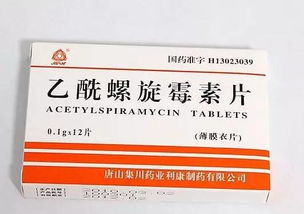 国药准字 H13023039
乙酰螺旋霉素片
ACETYLSPIRAMYCIN TABLETS
0.1g×12片
(薄膜衣片)
唐山集川药业亚利康制药有限公司